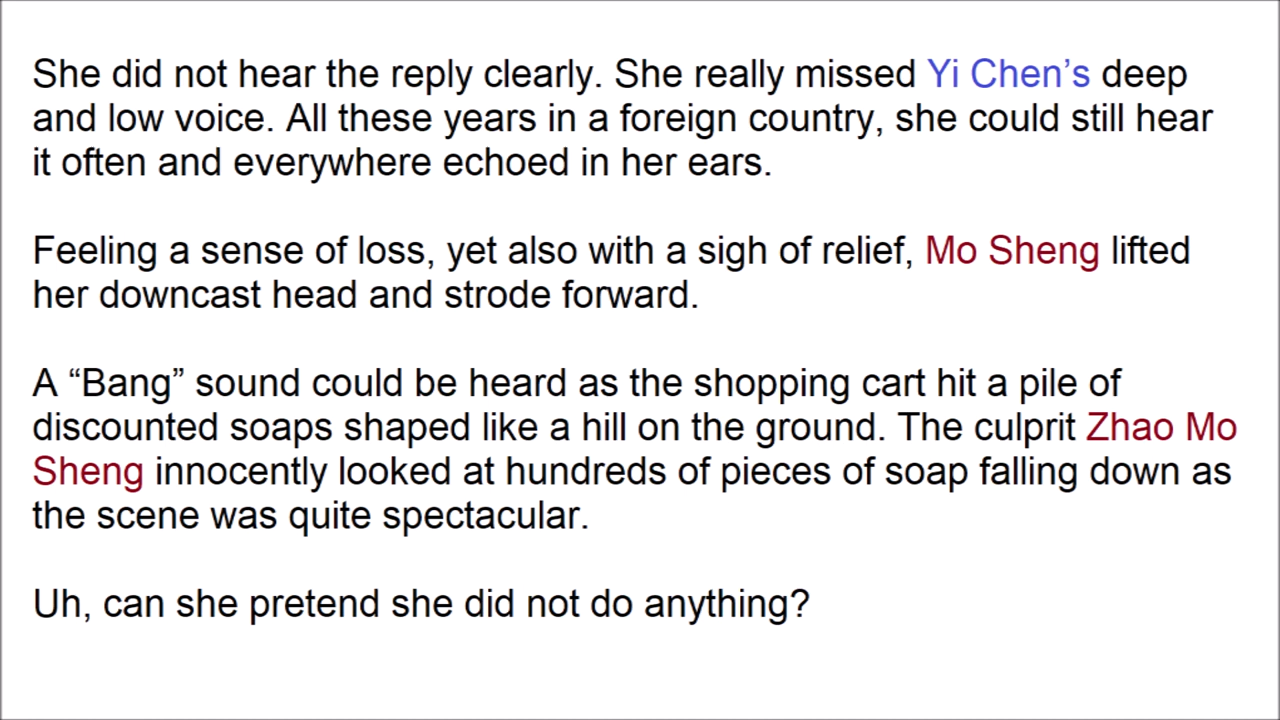 She did not hear the reply clearly. She really missed Yi Chen’s deep
and low voice. All these years in a foreign country, she could still hear
it often and everywhere echoed in her ears.
Feeling a sense of loss, yet also with a sigh of relief, Mo Sheng lifted
her downcast head and strode forward.
A “Bang” sound could be heard as the shopping cart hit a pile of
discounted soaps shaped like a hill on the ground. The culprit Zhao Mo
Sheng innocently looked at hundreds of pieces of soap falling down as
the scene was quite spectacular.
Uh, can she pretend she did not do anything?